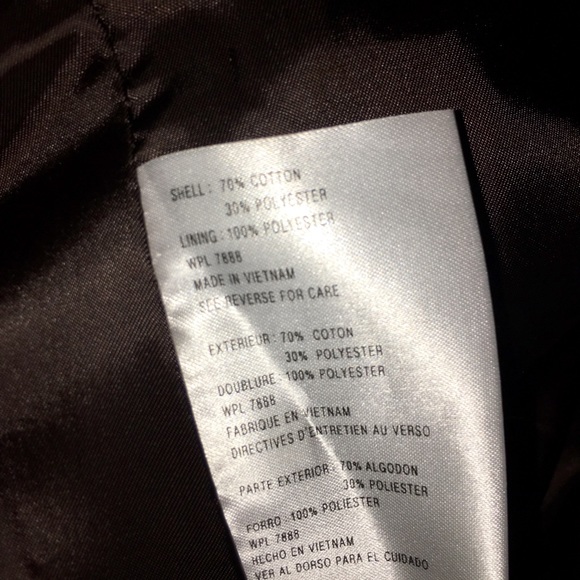 SHELL : 70% COTTON
30% POLYESTER
LINING : 100% POLYESTER
WPL 7888
MADE IN VIETNAM
SEE REVERSE FOR CARE
EXTERIEUR : 70% COTON
30% POLYESTER
DOUBLURE : 100% POLYESTER
WPL 7888
FABRIQUE EN VIETNAM
DIRECTIVES D'ENTRETIEN AU VERSO
PARTE EXTERIOR : 70% ALGODON
30% POLIESTER
FORRO : 100% POLIESTER
WPL 7888
HECHO EN VIETNAM
VER AL DORSO PARA EL CUIDADO